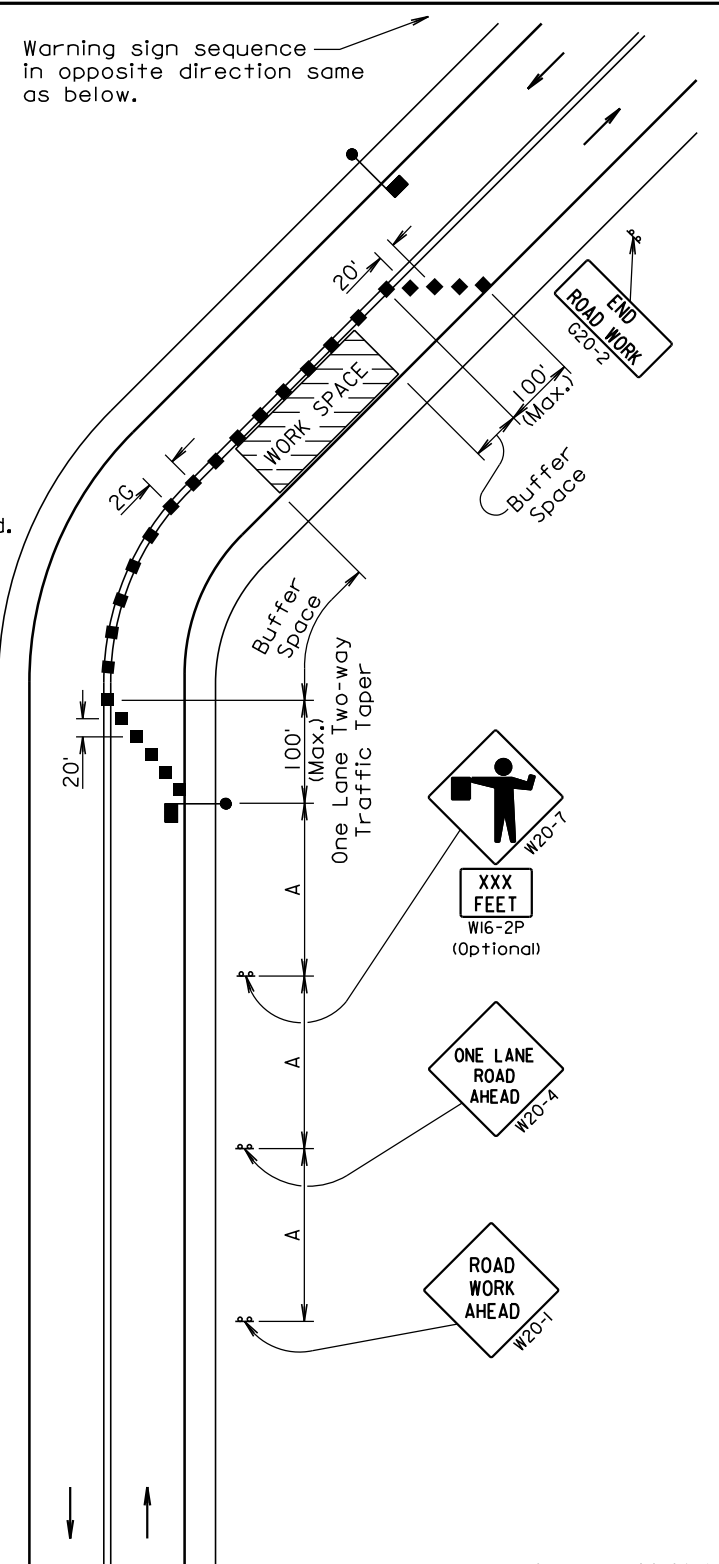 Warning sign sequence
in opposite direction same
as below.
20'
END
ROAD WORK
G20-2
100'
(Max.)
WORK SPACE
Buffer
Space
2G
d.
Buffer
Space
100'
(Max.)
One Lane Two-way
Traffic Taper
20'
W20-7
XXX
FEET
W16-2P
(Optional)
A
A
ONE LANE
ROAD
AHEAD
W20-4
A
ROAD
WORK
AHEAD
W20-1